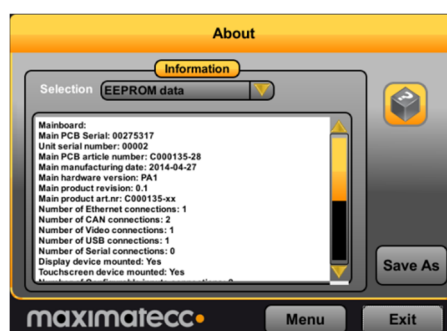 About
Information
Selection
EEPROM data
Mainboard:
Main PCB Serial: 00275317
Unit serial number: 00002
Main PCB article number: C000135-28
Main manufacturing date: 2014-04-27
Main hardware version: PA1
Main product revision: 0.1
Main product art.nr: C000135-xx
Number of Ethernet connections: 1
Number of CAN connections: 2
Number of Video connections: 1
Number of USB connections: 1
Number of Serial connections: 0
Display device mounted: Yes
Touchscreen device mounted: Yes
Save As
maximatecc
Menu
Exit